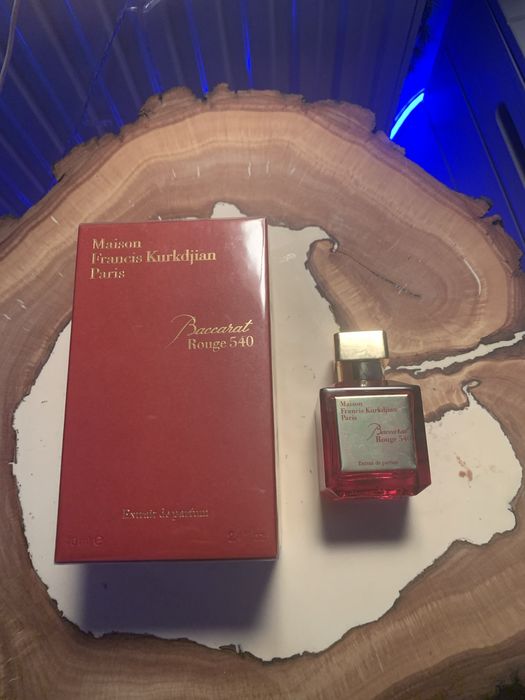 Maison
Francis Kurkdjian
Paris
Baccarat
Rouge 540
Extrait de parfum
Maison
Francis Kurkdjian
Paris
Baccarat
Rouge 540
Extrait de parfum